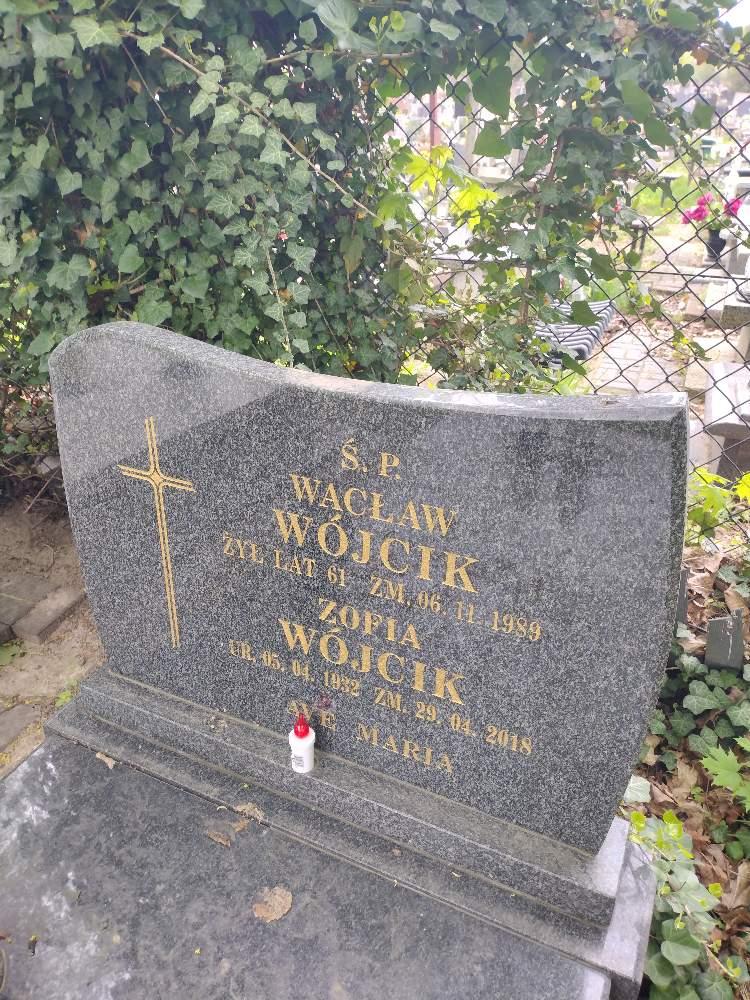 Ś. P.
WACŁAW
WÓJCIK
ŻYŁ LAT 61 ZM. 06. 11. 1989
ZOFIA
WÓJCIK
UR. 05. 04. 1932 ZM. 29. 04. 2018
AVE MARIA